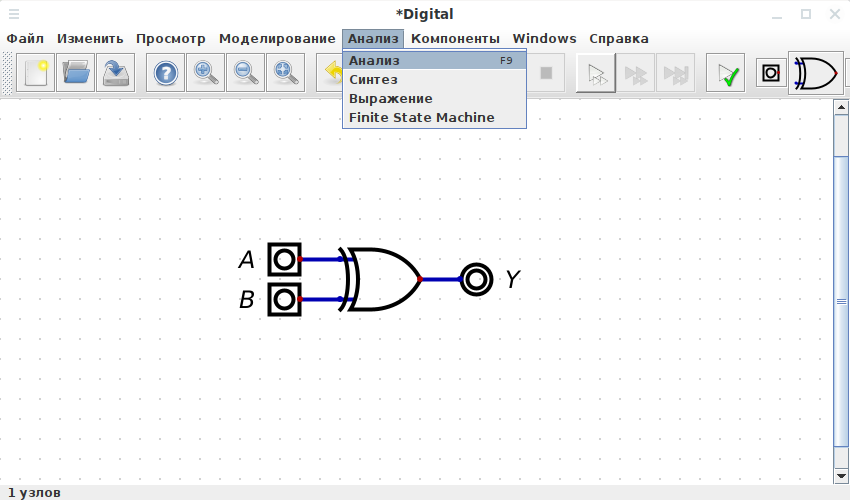 *Digital
Файл Изменить Просмотр Моделирование Анализ Компоненты Windows Справка
Анализ F9
Синтез
Выражение
Finite State Machine
A
B
Y
1 узлов